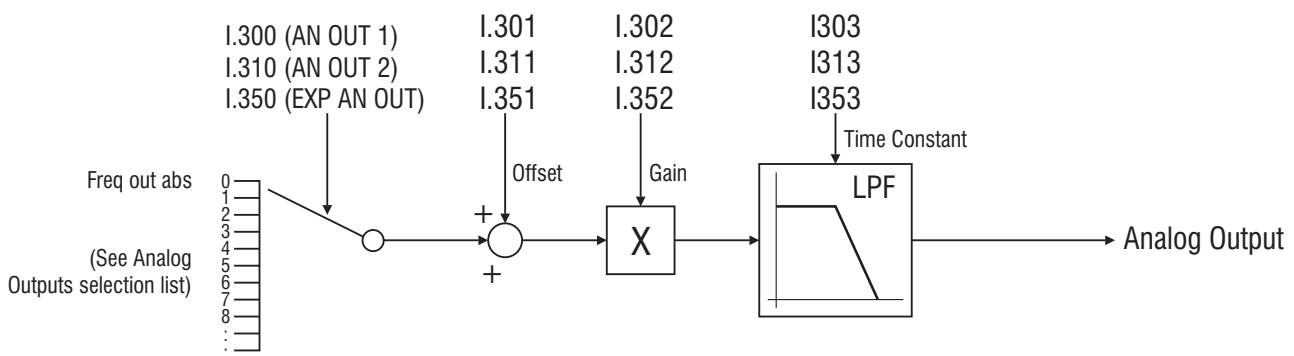 I.300 (AN OUT 1)
I.310 (AN OUT 2)
I.350 (EXP AN OUT)
I.301
I.311
I.351
I.302
I.312
I.352
I303
I313
I353
Time Constant
Offset
Gain
LPF
Freq out abs
0
1
2
3
4
5
6
7
8
.
.
(See Analog
Outputs selection list)
+
+
X
Analog Output